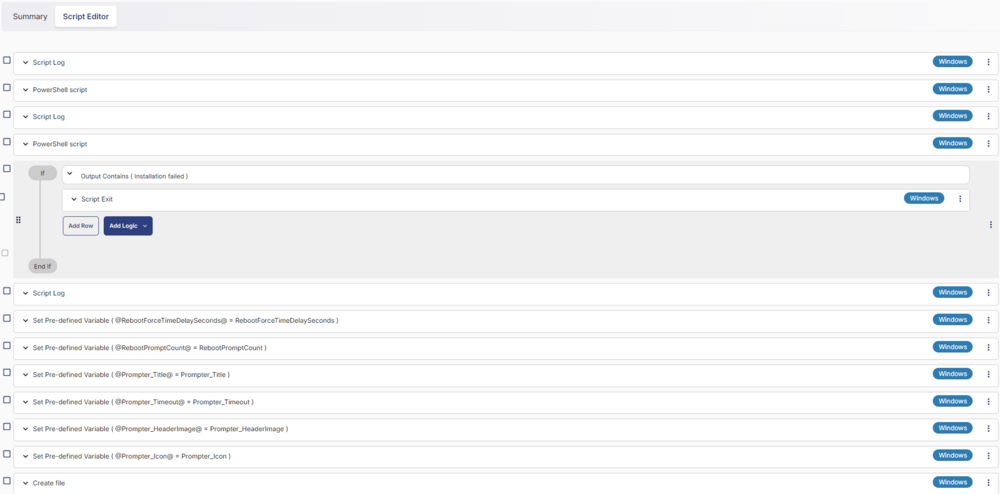 Summary Script Editor
Script Log Windows
PowerShell script Windows
Script Log Windows
PowerShell script Windows
If Output Contains ( Installation failed )
Script Exit Windows
Add Row Add Logic
End If
Script Log Windows
Set Pre-defined Variable ( @RebootForceTimeDelaySeconds@ = RebootForceTimeDelaySeconds ) Windows
Set Pre-defined Variable ( @RebootPromptCount@ = RebootPromptCount ) Windows
Set Pre-defined Variable ( @Prompter_Title@ = Prompter_Title ) Windows
Set Pre-defined Variable ( @Prompter_Timeout@ = Prompter_Timeout ) Windows
Set Pre-defined Variable ( @Prompter_HeaderImage@ = Prompter_HeaderImage ) Windows
Set Pre-defined Variable ( @Prompter_Icon@ = Prompter_Icon ) Windows
Create file Windows